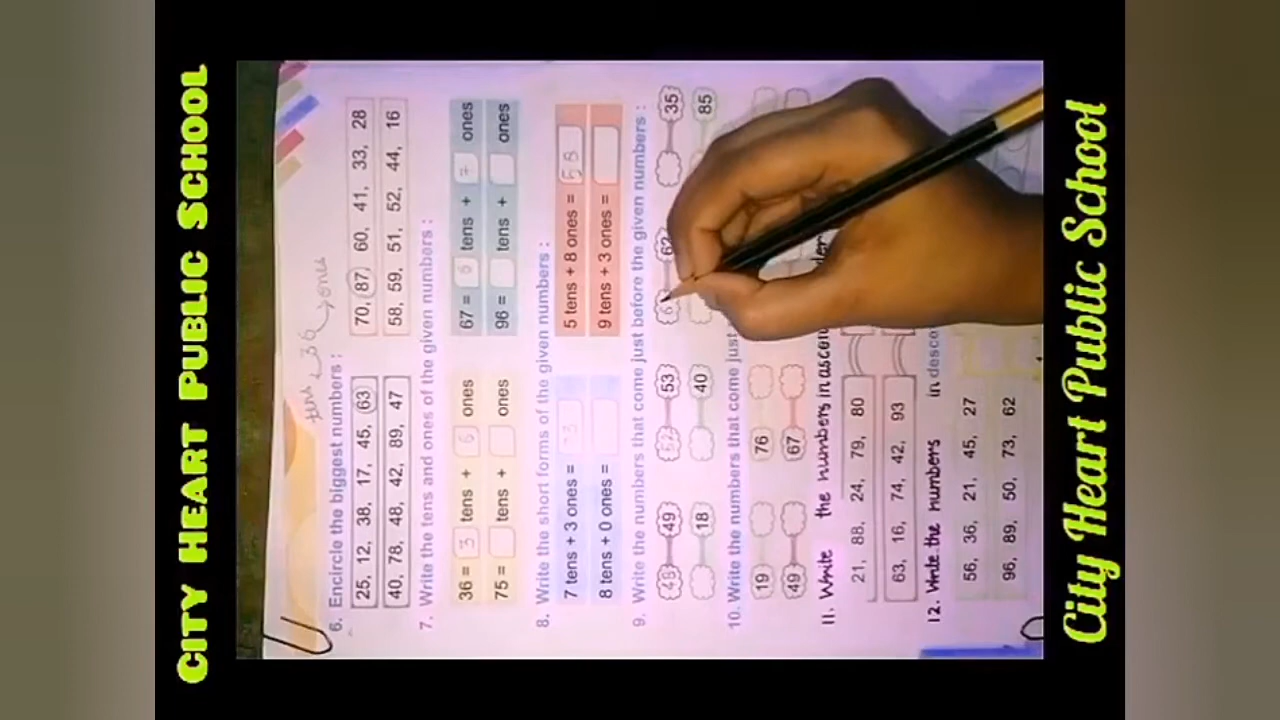 CITY HEART PUBLIC SCHOOL
tens 36 ones
6. Encircle the biggest numbers :
25, 12, 38, 17, 45, 63 70, 87, 60, 41, 33, 28
40, 78, 48, 42, 89, 47 58, 59, 51, 52, 44, 16
7. Write the tens and ones of the given numbers :
36 = 3 tens + 6 ones 67 = 6 tens + 7 ones
75 = tens + ones 96 = tens + ones
8. Write the short forms of the given numbers :
7 tens + 3 ones = 73 5 tens + 8 ones = 58
8 tens + 0 ones = 9 tens + 3 ones =
9. Write the numbers that come just before the given numbers :
48 49 52 53 6 62 35
18 40 85
10. Write the numbers that come just
19 76
49 67
11. Write the numbers in ascen der
21, 88, 24, 79, 80
63, 16, 74, 42, 93
12. Write the numbers in desce
56, 36, 21, 45, 27
96, 89, 50, 73, 62
City Heart Public School